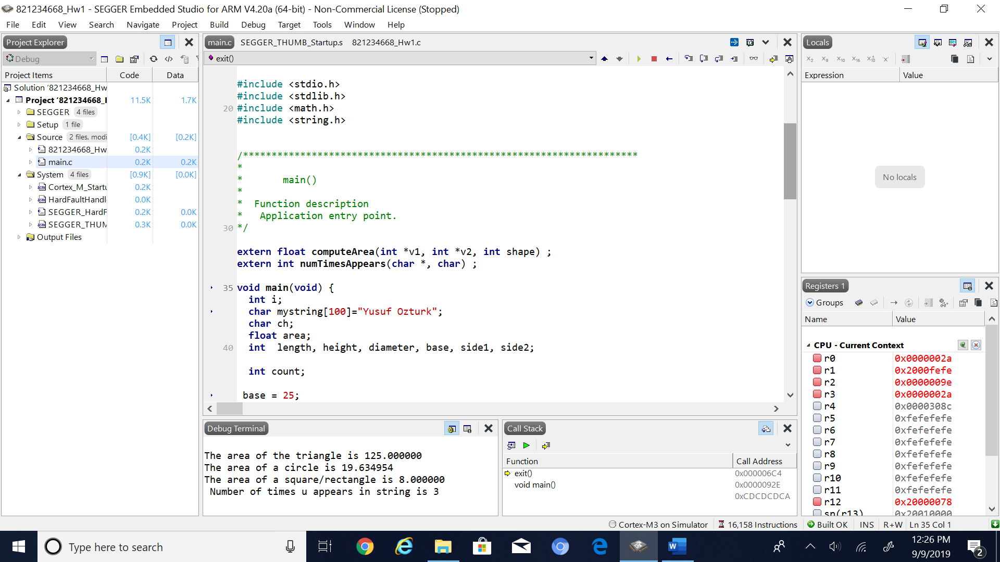 821234668_Hw1 - SEGGER Embedded Studio for ARM V4.20a (64-bit) - Non-Commercial License (Stopped)
File Edit View Search Navigate Project Build Debug Target Tools Window Help
Project Explorer
Debug
Project Items Code Data
Solution '821234668_Hw
Project '821234668_I 11.5K 1.7K
SEGGER 4 files
Setup 1 file
Source 2 files, modi [0.4K] [0.2K]
821234668_Hw 0.2K
main.c 0.2K 0.2K
System 4 files [0.9K] [0.0K]
Cortex_M_Startu 0.2K
HardFaultHandl 0.0K
SEGGER_HardF 0.2K 0.0K
SEGGER_THUM 0.3K 0.0K
Output Files
main.c SEGGER_THUMB_Startup.s 821234668_Hw1.c
exit()
#include <stdio.h>
#include <stdlib.h>
20 #include <math.h>
#include <string.h>
/*********************************************************************
*
* main()
*
* Function description
* Application entry point.
30 */
extern float computeArea(int *v1, int *v2, int shape) ;
extern int numTimesAppears(char *, char) ;
35 void main(void) {
int i;
char mystring[100]="Yusuf Ozturk";
char ch;
float area;
40 int length, height, diameter, base, side1, side2;
int count;
base = 25;
Debug Terminal
The area of the triangle is 125.000000
The area of a circle is 19.634954
The area of a square/rectangle is 8.000000
Number of times u appears in string is 3
Call Stack
Function Call Address
exit() 0x000006C4
void main() 0x0000092E
0xCDCDCDCA
Locals
x2 x8 x10 x16 x±10 x'
Expression Value
No locals
Registers 1
Groups
Name Value
CPU - Current Context
r0 0x0000002a
r1 0x2000fefe
r2 0x0000009e
r3 0x0000002a
r4 0x0000308c
r5 0xfefefefe
r6 0xfefefefe
r7 0xfefefefe
r8 0xfefefefe
r9 0xfefefefe
r10 0xfefefefe
r11 0xfefefefe
r12 0x20000078
sp(r13) 0x20010000
Cortex-M3 on Simulator 16,158 Instructions Built OK INS R+W Ln 35 Col 1
Type here to search
12:26 PM
9/9/2019
2